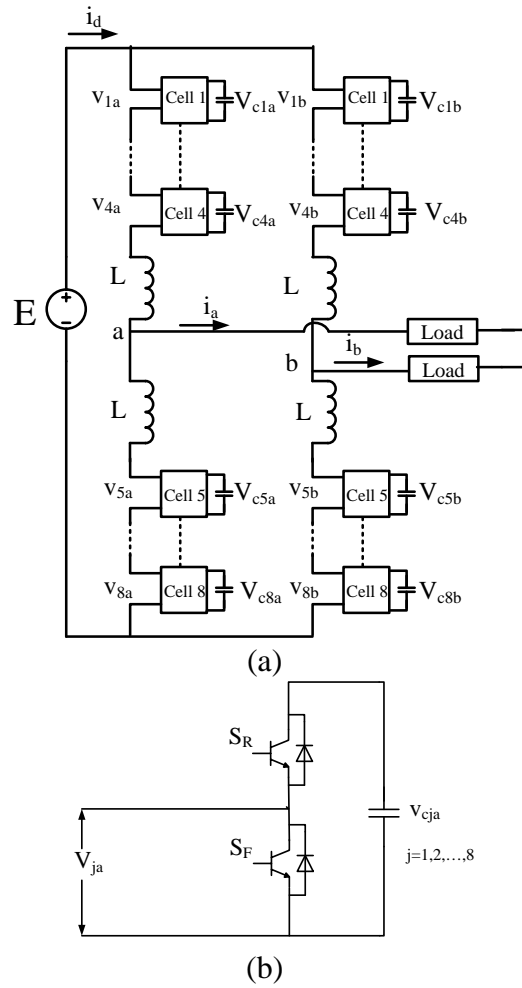 i_d
v_1a Cell 1 V_c1a v_1b Cell 1 V_c1b
v_4a Cell 4 V_c4a v_4b Cell 4 V_c4b
L L
E + − a i_a Load
b i_b Load
L L
v_5a Cell 5 V_c5a v_5b Cell 5 V_c5b
v_8a Cell 8 V_c8a v_8b Cell 8 V_c8b
(a)
S_R
V_ja S_F v_cja
j=1,2,...,8
(b)